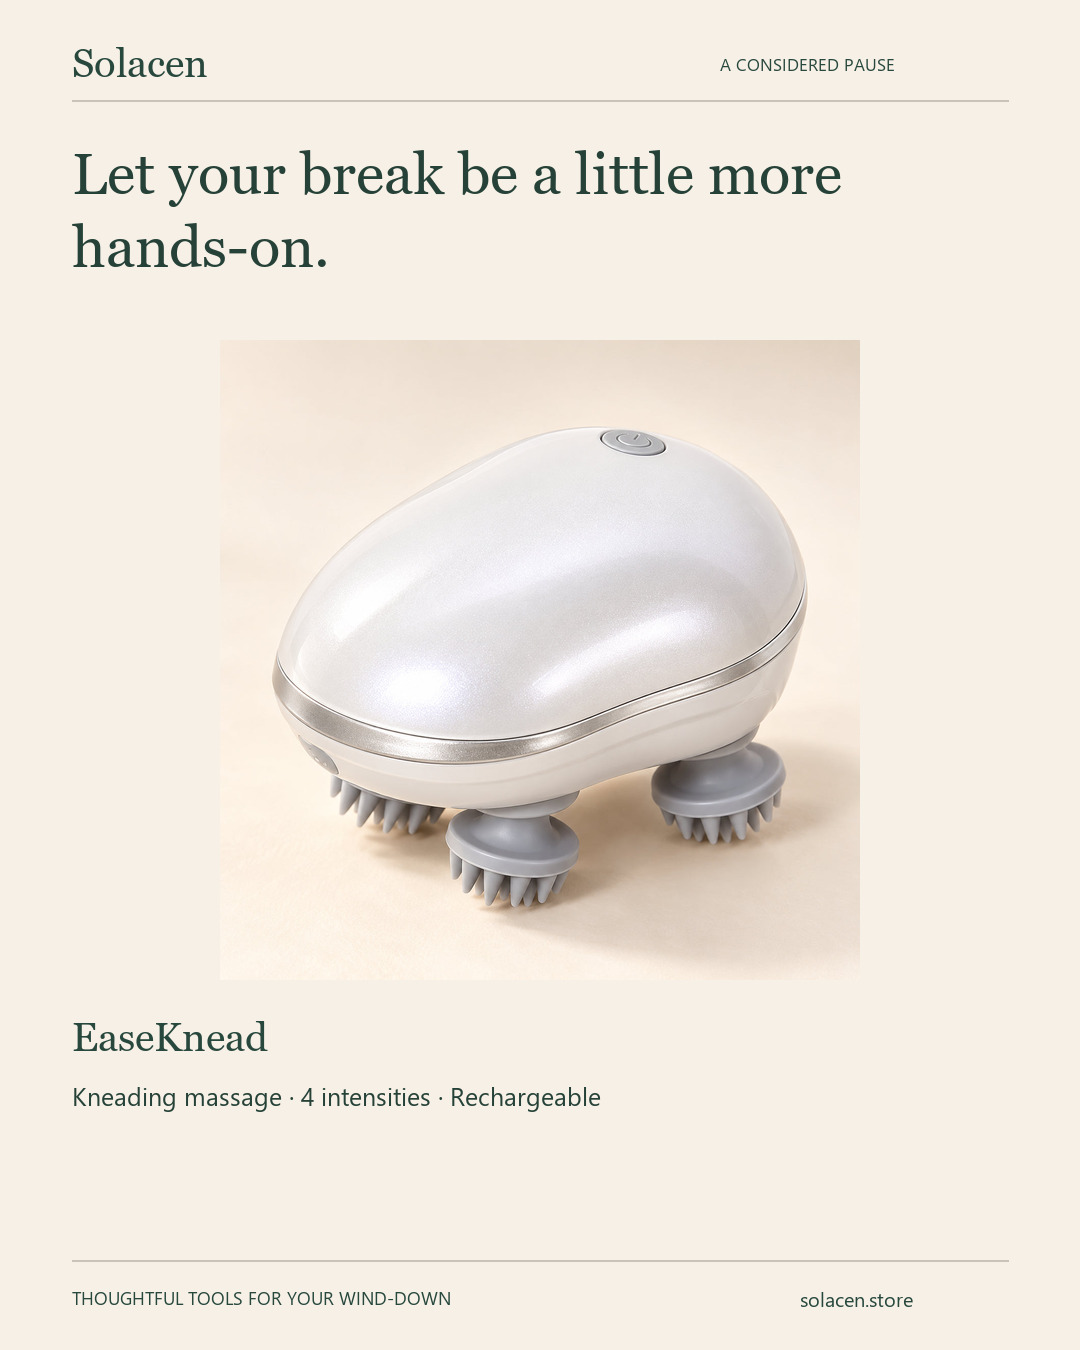 Solacen
A CONSIDERED PAUSE
Let your break be a little more
hands-on.
EaseKnead
Kneading massage · 4 intensities · Rechargeable
THOUGHTFUL TOOLS FOR YOUR WIND-DOWN
solacen.store